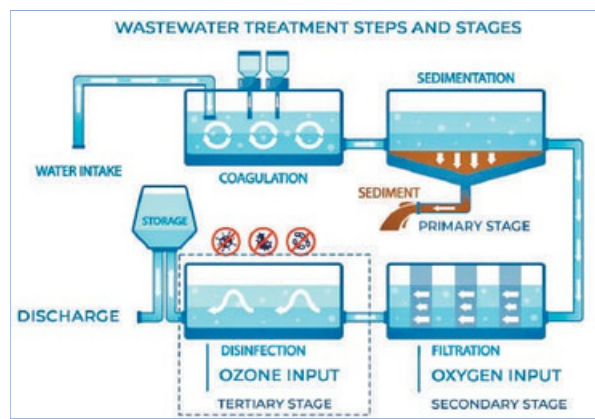 WASTEWATER TREATMENT STEPS AND STAGES
SEDIMENTATION
WATER INTAKE
COAGULATION
SEDIMENT
PRIMARY STAGE
STORAGE
DISCHARGE
DISINFECTION
OZONE INPUT
TERTIARY STAGE
FILTRATION
OXYGEN INPUT
SECONDARY STAGE